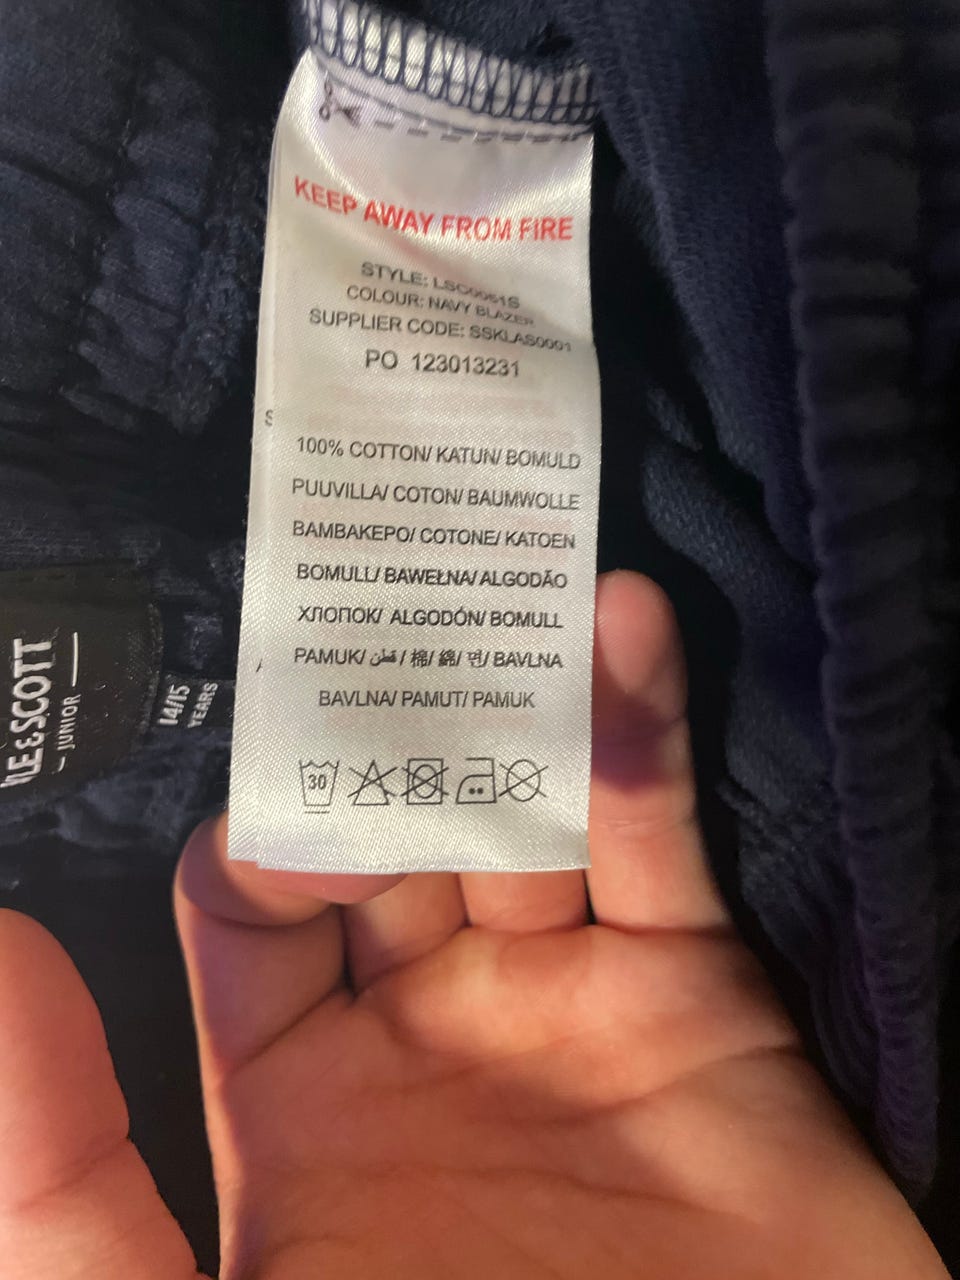 KEEP AWAY FROM FIRE
STYLE: LSC0051S
COLOUR: NAVY BLAZER
SUPPLIER CODE: SSKLAS0001
PO 123013231
100% COTTON/ KATUN/ BOMULD
PUUVILLA/ COTON/ BAUMWOLLE
BAMBAKEPO/ COTONE/ KATOEN
BOMULL/ BAWEŁNA/ ALGODÃO
ХЛОПОК/ ALGODÓN/ BOMULL
PAMUK/ قطن / 棉/ 綿/ 면/ BAVLNA
BAVLNA/ PAMUT/ PAMUK
30
&SCOTT
JUNIOR
14/15
YEARS